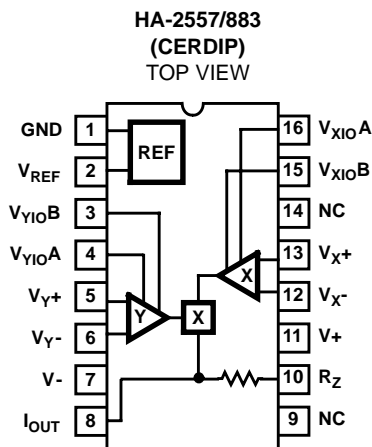 HA-2557/883
(CERDIP)
TOP VIEW
GND 1
VREF 2
VYIOB 3
VYIOA 4
VY+ 5
VY- 6
V- 7
IOUT 8
REF
Y
X
X
16 VXIOA
15 VXIOB
14 NC
13 VX+
12 VX-
11 V+
10 RZ
9 NC